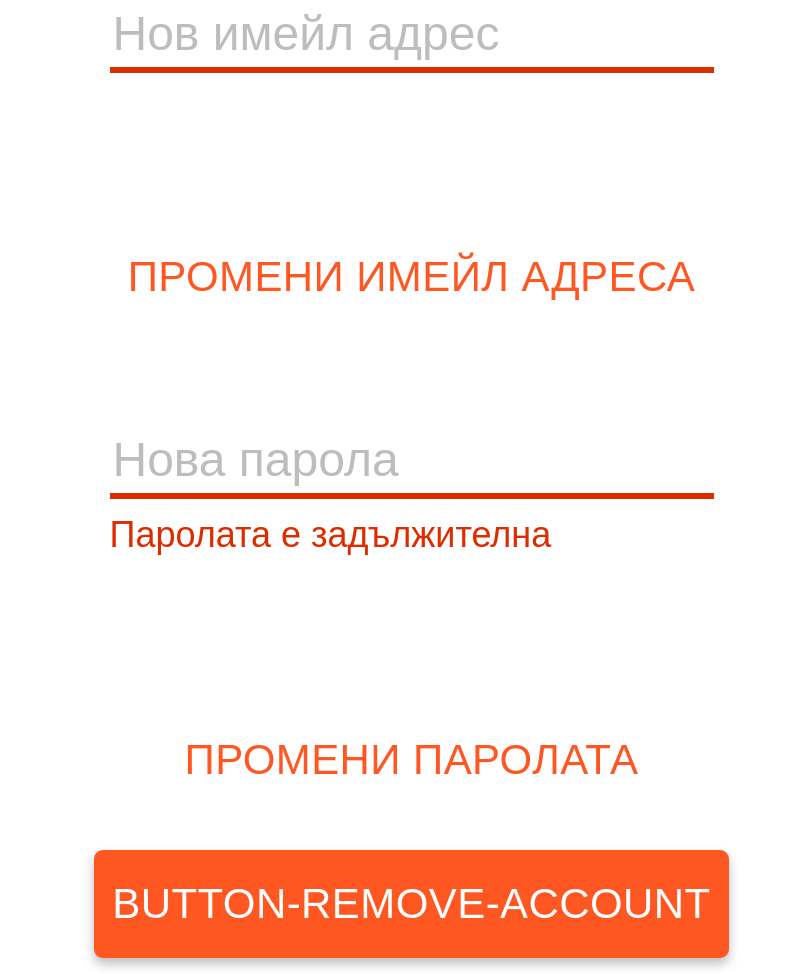 Нов имейл адрес
ПРОМЕНИ ИМЕЙЛ АДРЕСА
Нова парола
Паролата е задължителна
ПРОМЕНИ ПАРОЛАТА
BUTTON-REMOVE-ACCOUNT